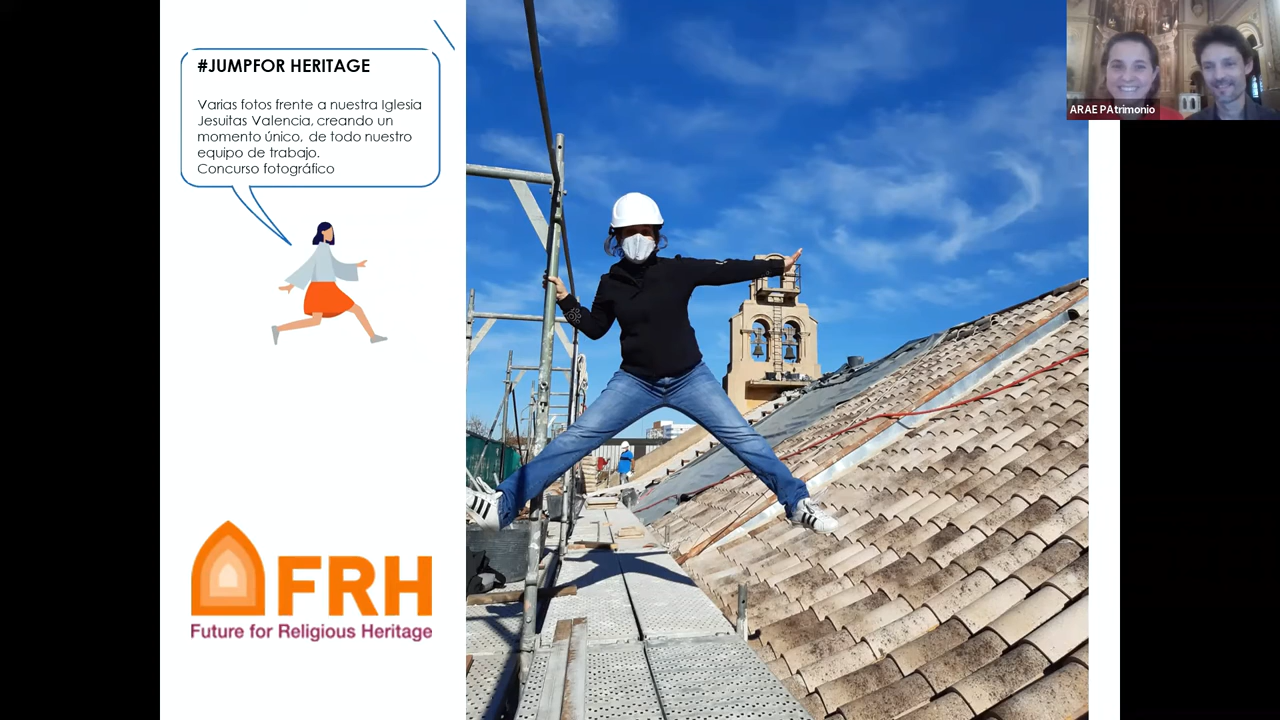 #JUMPFOR HERITAGE
Varias fotos frente a nuestra Iglesia
Jesuitas Valencia, creando un
momento único, de todo nuestro
equipo de trabajo.
Concurso fotográfico
FRH
Future for Religious Heritage
ARAE PAtrimonio